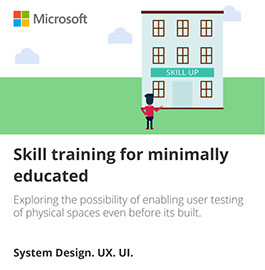 Microsoft
SKILL UP
Skill training for minimally
educated
Exploring the possibility of enabling user testing
of physical spaces even before its built.
System Design. UX. UI.